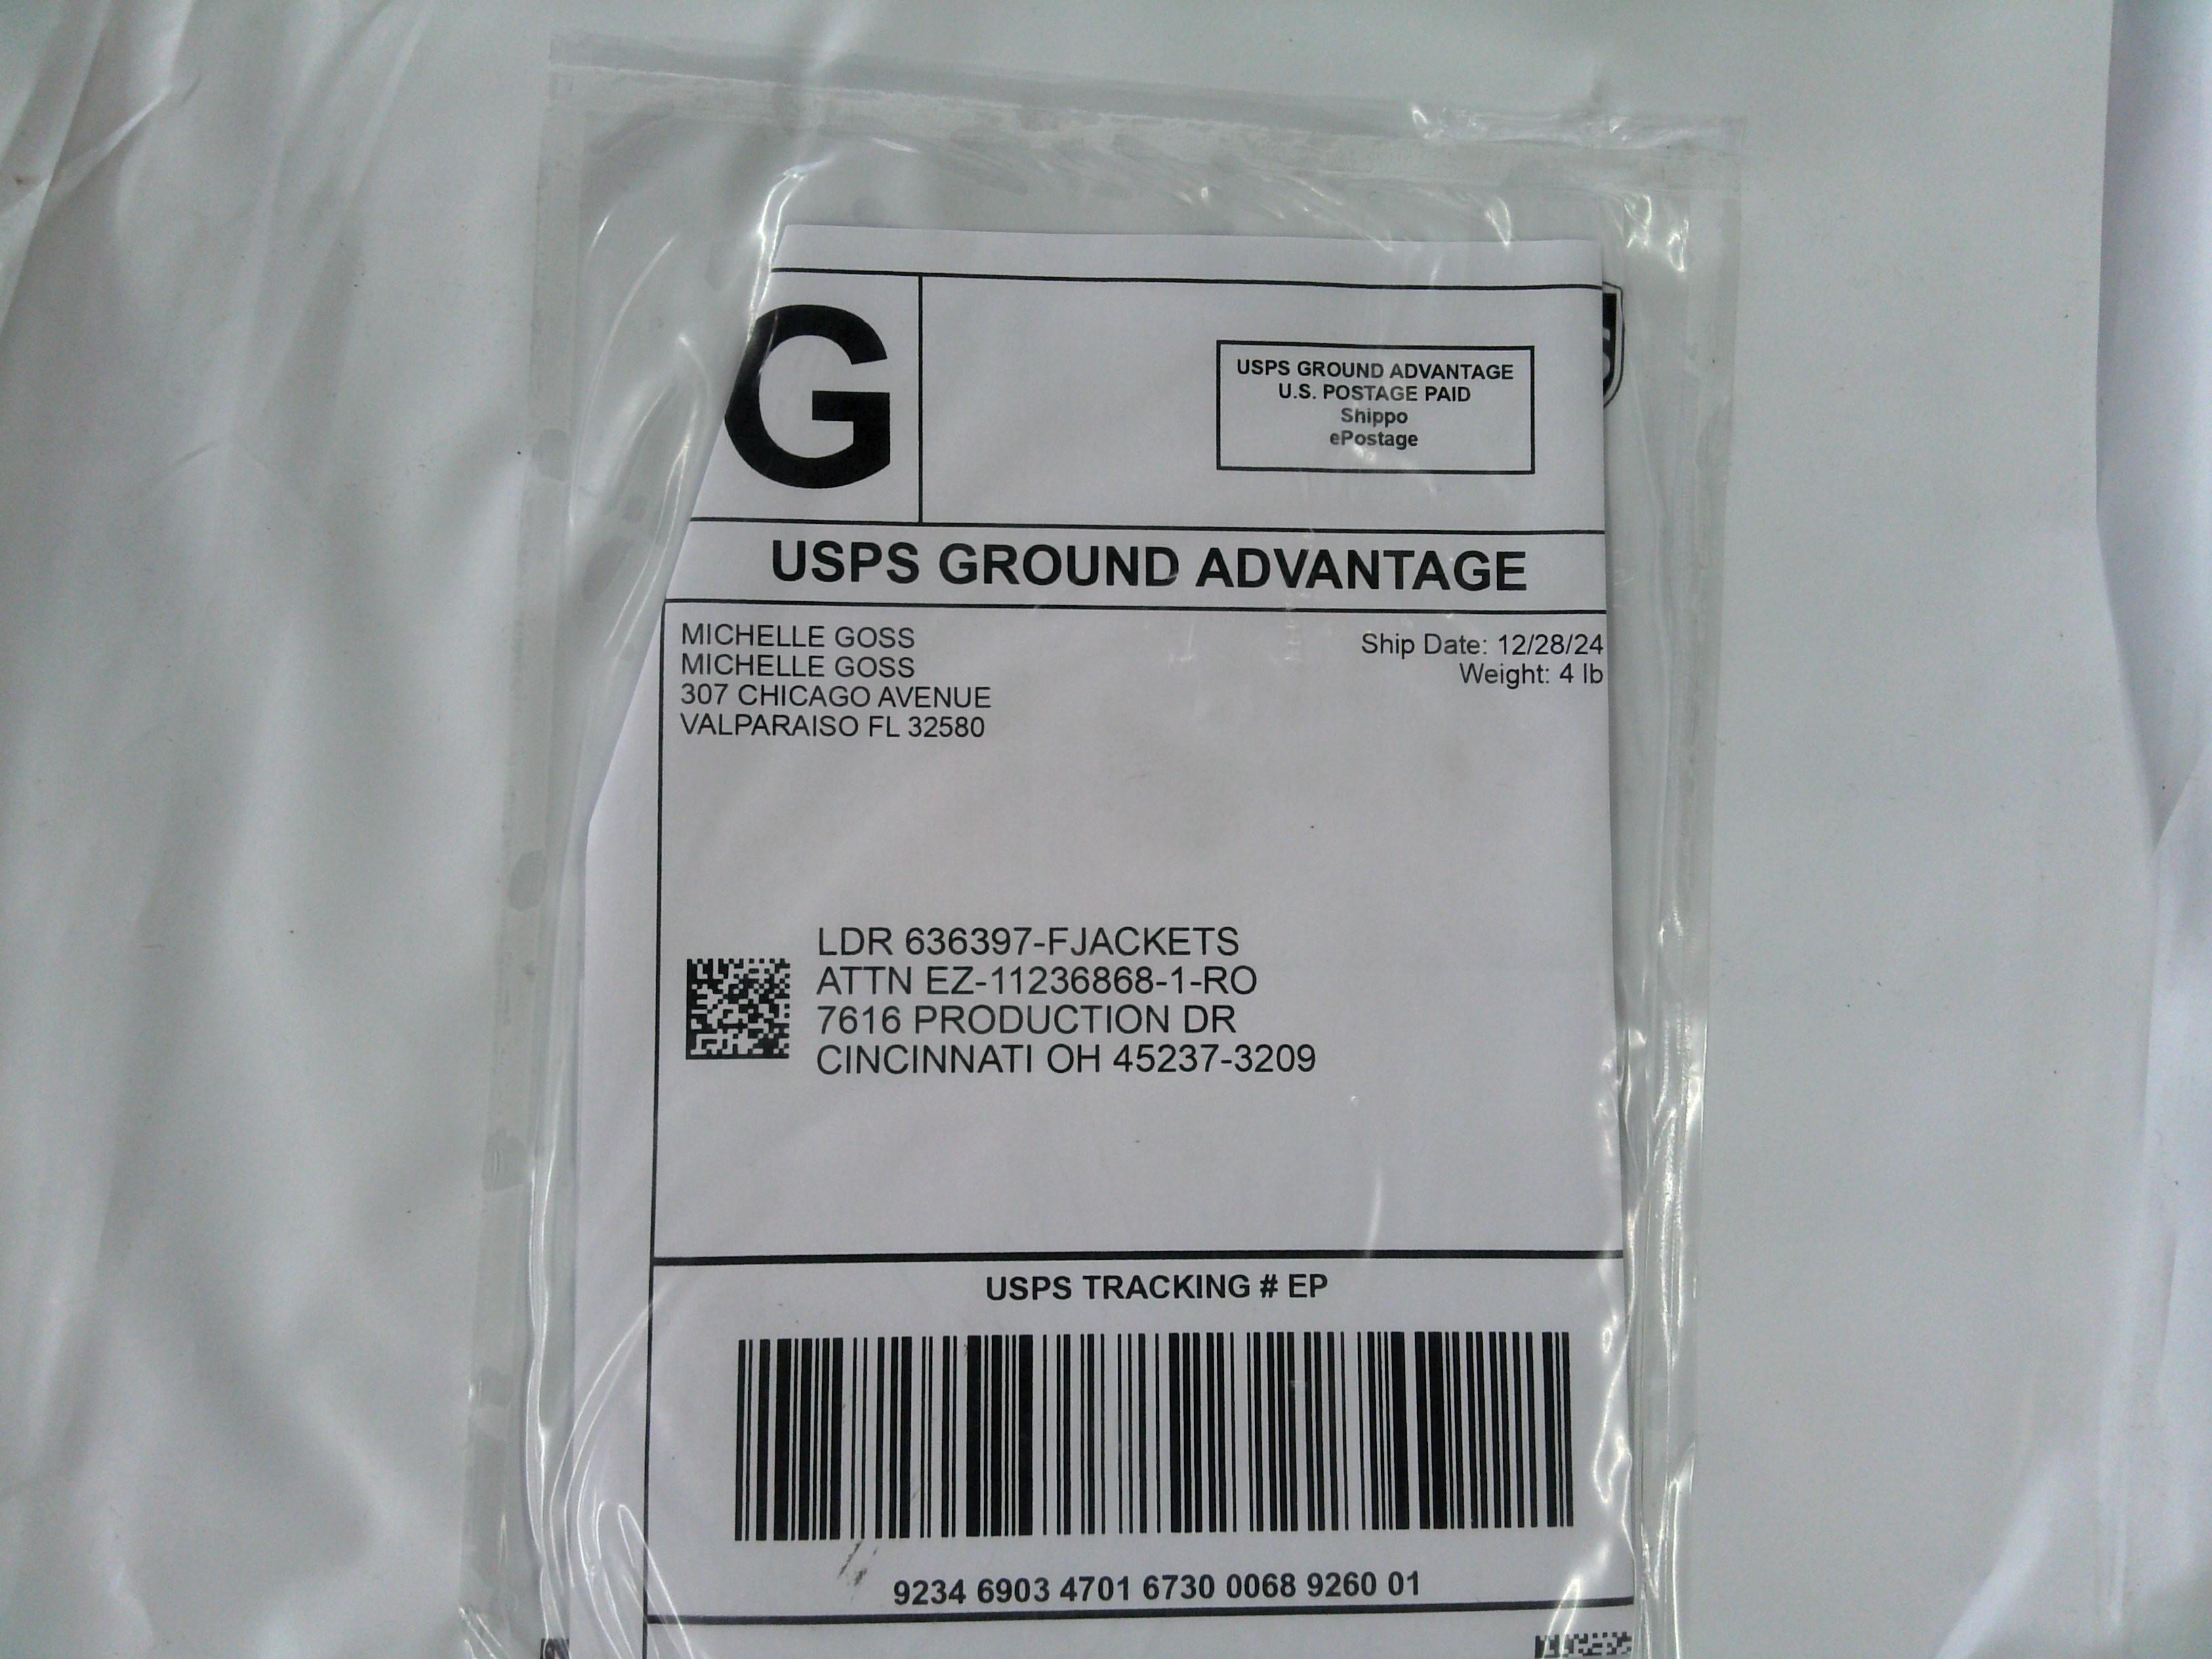 G
USPS GROUND ADVANTAGE
U.S. POSTAGE PAID
Shippo
ePostage
USPS GROUND ADVANTAGE
MICHELLE GOSS
MICHELLE GOSS
307 CHICAGO AVENUE
VALPARAISO FL 32580
Ship Date: 12/28/24
Weight: 4 lb
LDR 636397-FJACKETS
ATTN EZ-11236868-1-RO
7616 PRODUCTION DR
CINCINNATI OH 45237-3209
USPS TRACKING # EP
9234 6903 4701 6730 0068 9260 01